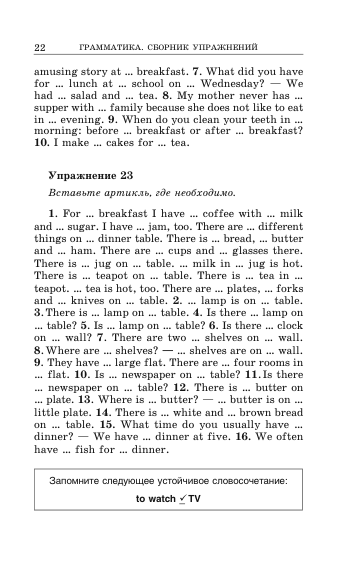 22 ГРАММАТИКА. СБОРНИК УПРАЖНЕНИЙ
amusing story at ... breakfast. 7. What did you have
for ... lunch at ... school on ... Wednesday? — We
had ... salad and ... tea. 8. My mother never has ...
supper with ... family because she does not like to eat
in ... evening. 9. When do you clean your teeth in ...
morning: before ... breakfast or after ... breakfast?
10. I make ... cakes for ... tea.
Упражнение 23
Вставьте артикль, где необходимо.
1. For ... breakfast I have ... coffee with ... milk
and ... sugar. I have ... jam, too. There are ... different
things on ... dinner table. There is ... bread, ... butter
and ... ham. There are ... cups and ... glasses there.
There is ... jug on ... table. ... milk in ... jug is hot.
There is ... teapot on ... table. There is ... tea in ...
teapot. ... tea is hot, too. There are ... plates, ... forks
and ... knives on ... table. 2. ... lamp is on ... table.
3. There is ... lamp on ... table. 4. Is there ... lamp on
... table? 5. Is ... lamp on ... table? 6. Is there ... clock
on ... wall? 7. There are two ... shelves on ... wall.
8. Where are ... shelves? — ... shelves are on ... wall.
9. They have ... large flat. There are ... four rooms in
... flat. 10. Is ... newspaper on ... table? 11. Is there
... newspaper on ... table? 12. There is ... butter on
... plate. 13. Where is ... butter? — ... butter is on ...
little plate. 14. There is ... white and ... brown bread
on ... table. 15. What time do you usually have ...
dinner? — We have ... dinner at five. 16. We often
have ... fish for ... dinner.
Запомните следующее устойчивое словосочетание:
to watch ✓ TV